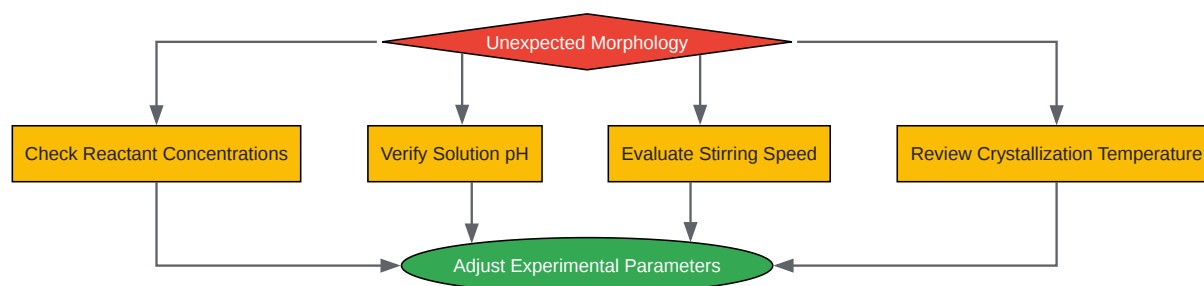 Unexpected Morphology
Check Reactant Concentrations
Verify Solution pH
Evaluate Stirring Speed
Review Crystallization Temperature
Adjust Experimental Parameters